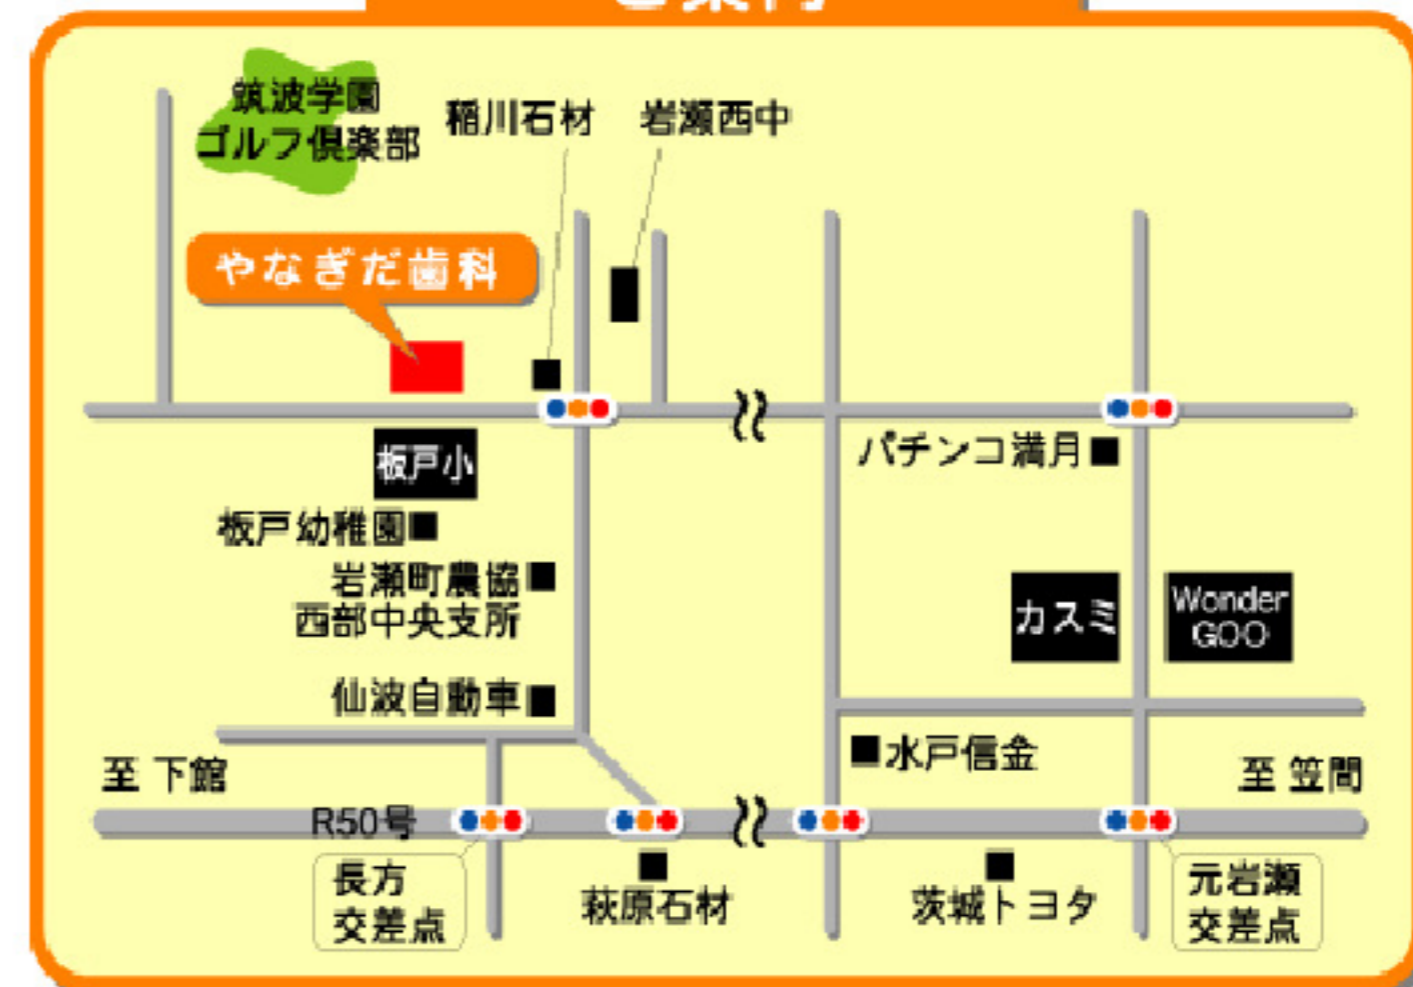 ご案内
筑波学園
ゴルフ倶楽部
稲川石材
岩瀬西中
やなぎだ歯科
板戸小
パチンコ満月
板戸幼稚園
岩瀬町農協
西部中央支所
カスミ
Wonder
GOO
仙波自動車
水戸信金
至 下館
至 笠間
R50号
長方
交差点
萩原石材
茨城トヨタ
元岩瀬
交差点